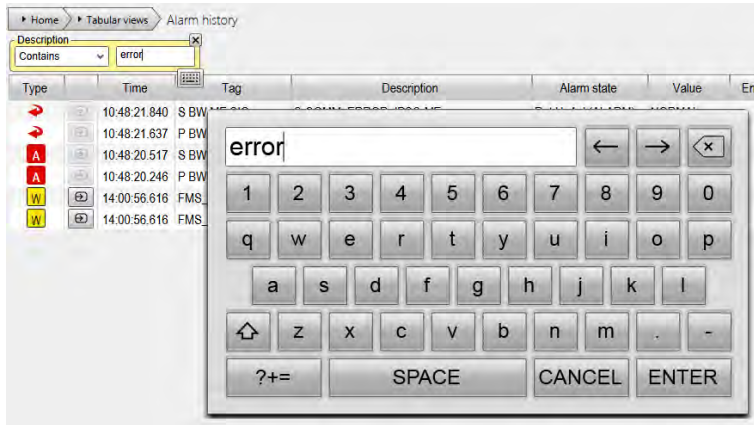 Home Tabular views Alarm history
Description
Contains error
Type Time Tag Description Alarm state Value
10:48:21.840 S BW
10:48:21.637 P BW
A 10:48:20.517 S BW
A 10:48:20.246 P BW
W 14:00:56.616 FMS_
W 14:00:56.616 FMS_
error
1 2 3 4 5 6 7 8 9 0
q w e r t y u i o p
a s d f g h j k l
z x c v b n m . -
?+= SPACE CANCEL ENTER